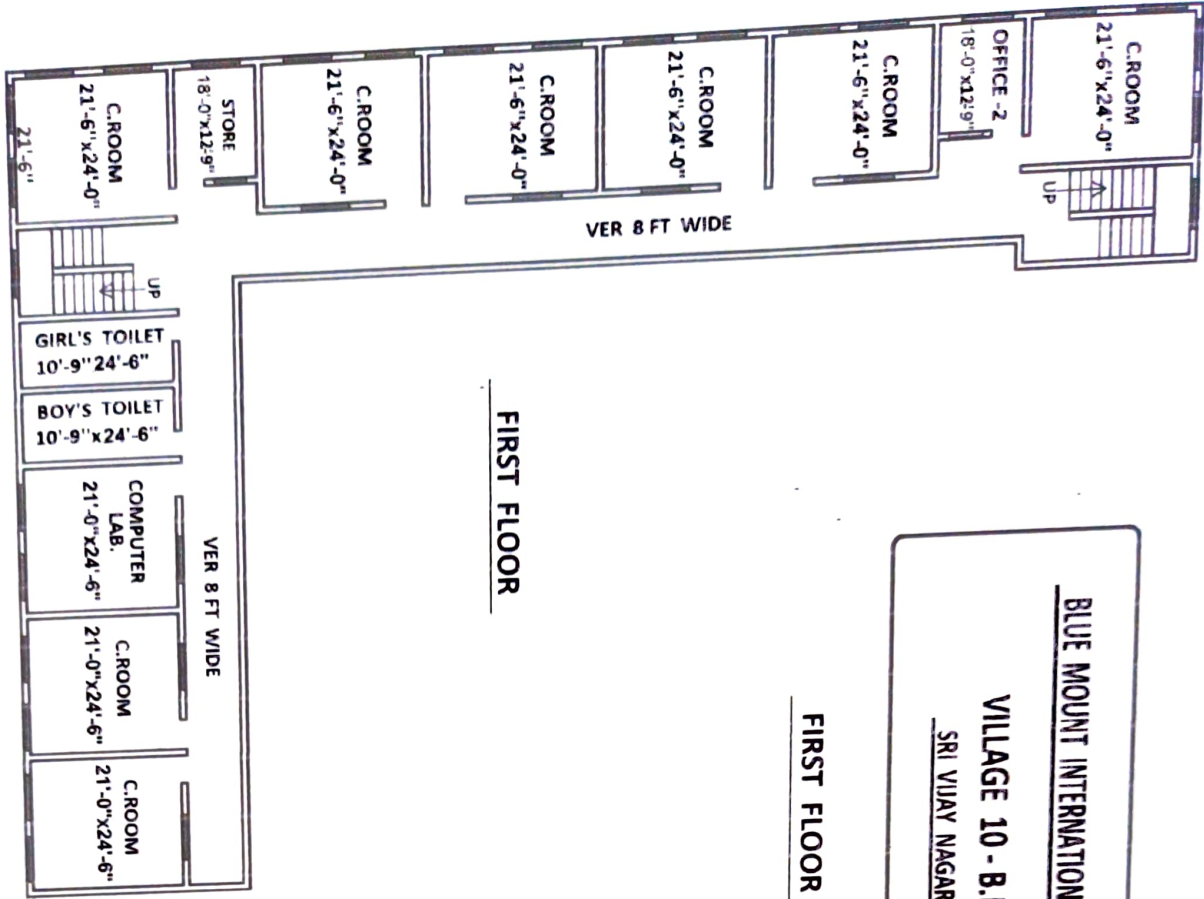 C.ROOM
21'-6"x24'-0"
21'-6"
STORE
18'-0"x12'-9"
C.ROOM
21'-6"x24'-0"
C.ROOM
21'-6"x24'-0"
C.ROOM
21'-6"x24'-0"
C.ROOM
21'-6"x24'-0"
OFFICE -2
18'-0"x12'-9"
C.ROOM
21'-6"x24'-0"
UP
VER 8 FT WIDE
UP
GIRL'S TOILET
10'-9" 24'-6"
BOY'S TOILET
10'-9"x24'-6"
COMPUTER
LAB.
21'-0"x24'-6"
C.ROOM
21'-0"x24'-6"
C.ROOM
21'-0"x24'-6"
VER 8 FT WIDE
FIRST FLOOR
FIRST FLOOR
BLUE MOUNT INTERNATION
VILLAGE 10 - B.
SRI VIJAY NAGAR